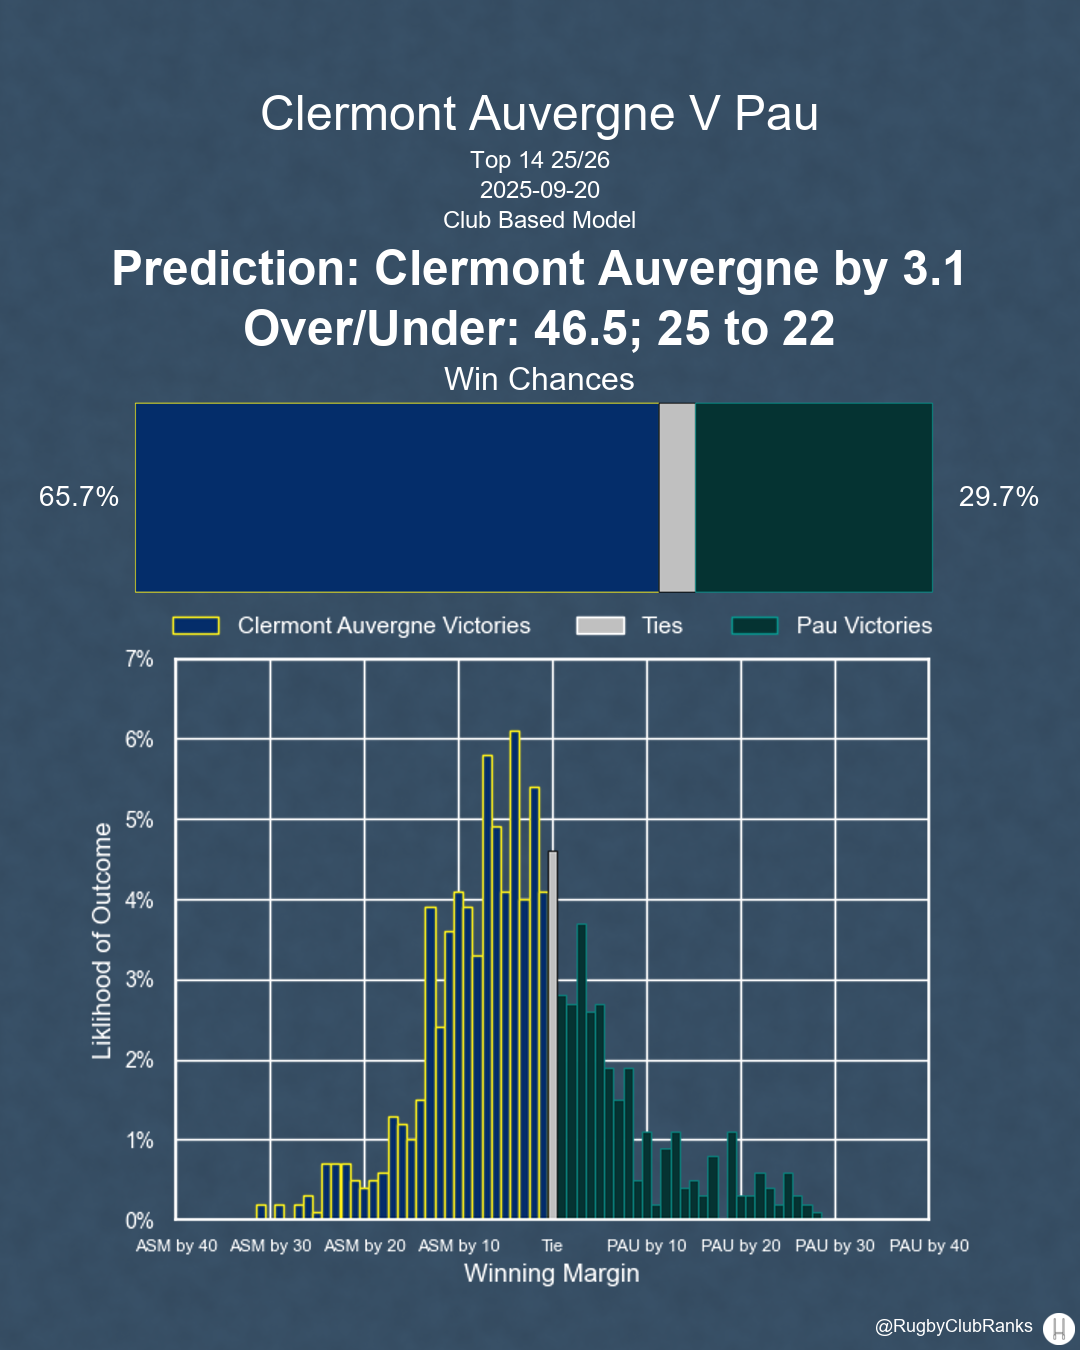 Clermont Auvergne V Pau
Top 14 25/26
2025-09-20
Club Based Model
Prediction: Clermont Auvergne by 3.1
Over/Under: 46.5; 25 to 22
Win Chances
65.7%
29.7%
Clermont Auvergne Victories Ties Pau Victories
7%
6%
5%
4%
3%
2%
1%
0%
Liklihood of Outcome
ASM by 40 ASM by 30 ASM by 20 ASM by 10 Tie PAU by 10 PAU by 20 PAU by 30 PAU by 40
Winning Margin
@RugbyClubRanks